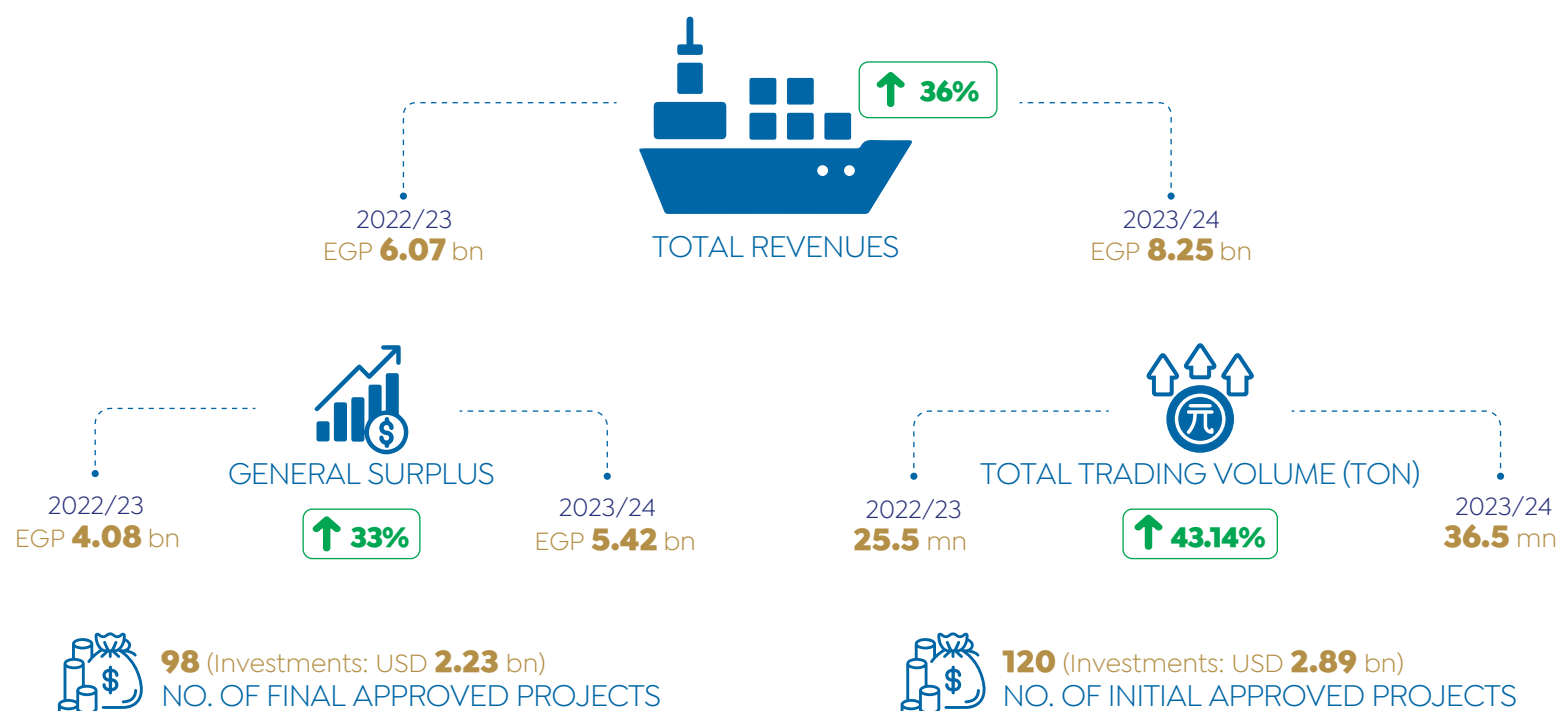 36%
2022/23
EGP 6.07 bn
TOTAL REVENUES
2023/24
EGP 8.25 bn
$
GENERAL SURPLUS
2022/23
EGP 4.08 bn
33%
2023/24
EGP 5.42 bn
元
TOTAL TRADING VOLUME (TON)
2022/23
25.5 mn
43.14%
2023/24
36.5 mn
$
98 (Investments: USD 2.23 bn)
NO. OF FINAL APPROVED PROJECTS
$
120 (Investments: USD 2.89 bn)
NO. OF INITIAL APPROVED PROJECTS